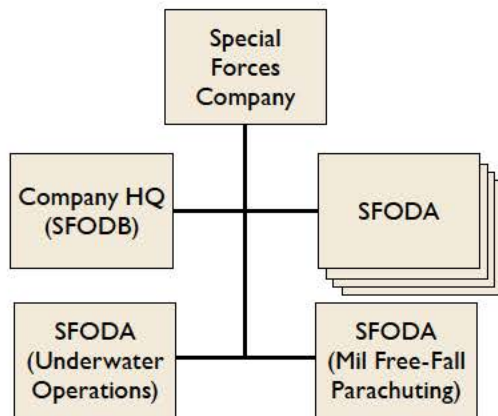 Special
Forces
Company
Company HQ
(SFODB)
SFODA
SFODA
(Underwater
Operations)
SFODA
(Mil Free-Fall
Parachuting)